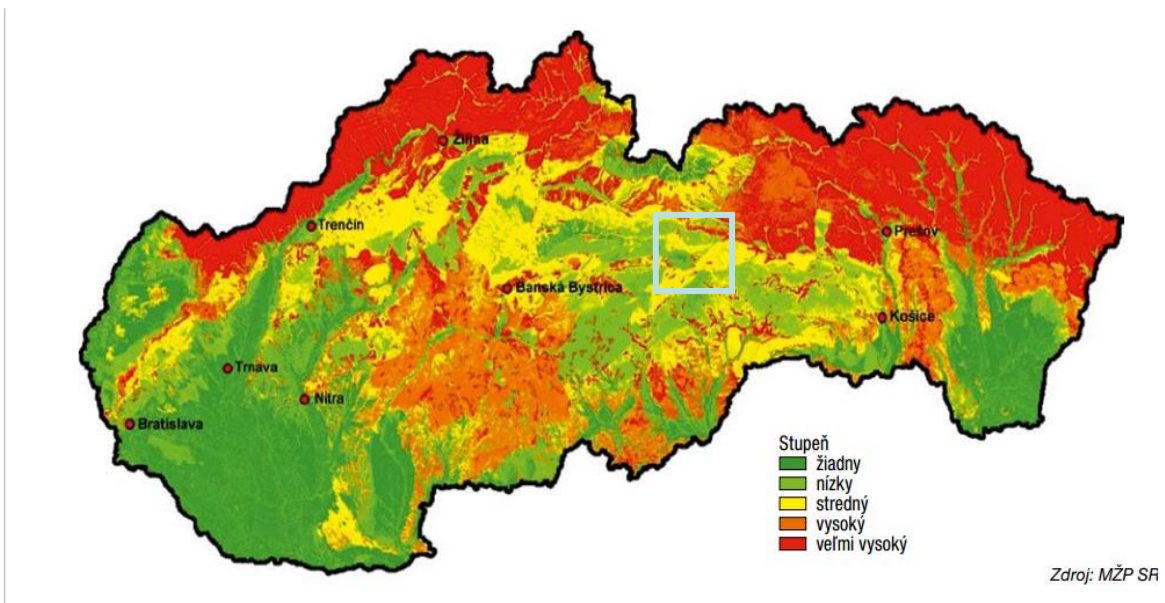 Žilina
Trenčín
Prešov
Banská Bystrica
Košice
Trnava
Nitra
Bratislava
Stupeň
žiadny
nízky
stredný
vysoký
veľmi vysoký
Zdroj: MŽP SR